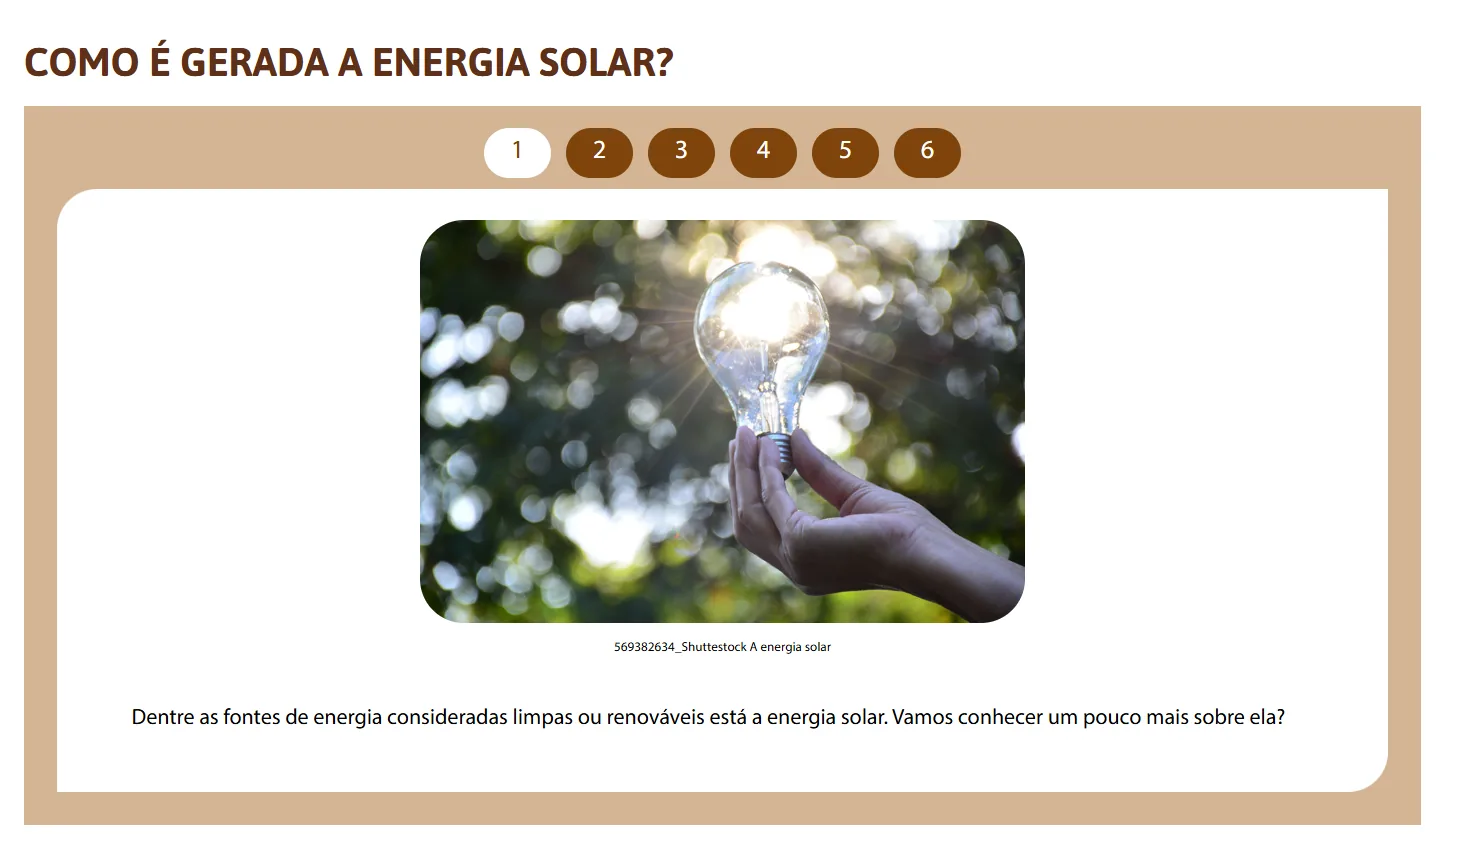 COMO É GERADA A ENERGIA SOLAR?
1 2 3 4 5 6
569382634_Shuttestock A energia solar
Dentre as fontes de energia consideradas limpas ou renováveis está a energia solar. Vamos conhecer um pouco mais sobre ela?